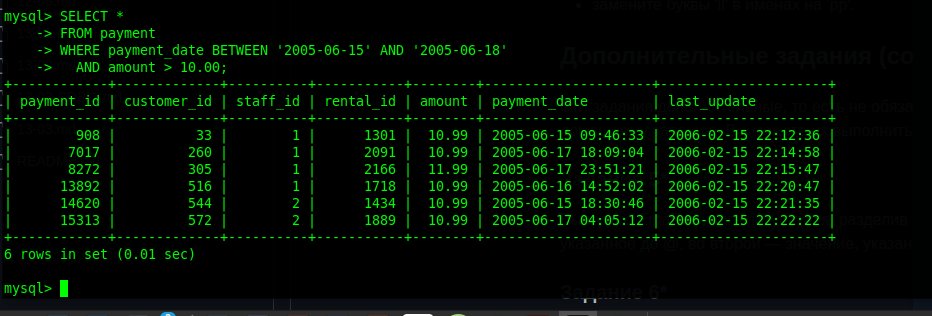 mysql> SELECT *
    -> FROM payment
    -> WHERE payment_date BETWEEN '2005-06-15' AND '2005-06-18'
    ->   AND amount > 10.00;
+------------+-------------+----------+-----------+--------+---------------------+---------------------+
| payment_id | customer_id | staff_id | rental_id | amount | payment_date        | last_update         |
+------------+-------------+----------+-----------+--------+---------------------+---------------------+
|        908 |          33 |        1 |      1301 |  10.99 | 2005-06-15 09:46:33 | 2006-02-15 22:12:36 |
|       7017 |         260 |        1 |      2091 |  10.99 | 2005-06-17 18:09:04 | 2006-02-15 22:14:58 |
|       8272 |         305 |        1 |      2166 |  11.99 | 2005-06-17 23:51:21 | 2006-02-15 22:15:47 |
|      13892 |         516 |        1 |      1718 |  10.99 | 2005-06-16 14:52:02 | 2006-02-15 22:20:47 |
|      14620 |         544 |        2 |      1434 |  10.99 | 2005-06-15 18:30:46 | 2006-02-15 22:21:35 |
|      15313 |         572 |        2 |      1889 |  10.99 | 2005-06-17 04:05:12 | 2006-02-15 22:22:22 |
+------------+-------------+----------+-----------+--------+---------------------+---------------------+
6 rows in set (0.01 sec)
mysql>
Дополнительные задания
Задание 6*